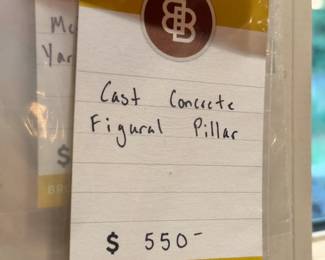 Cast Concrete
Figural Pillar
$ 550-
$